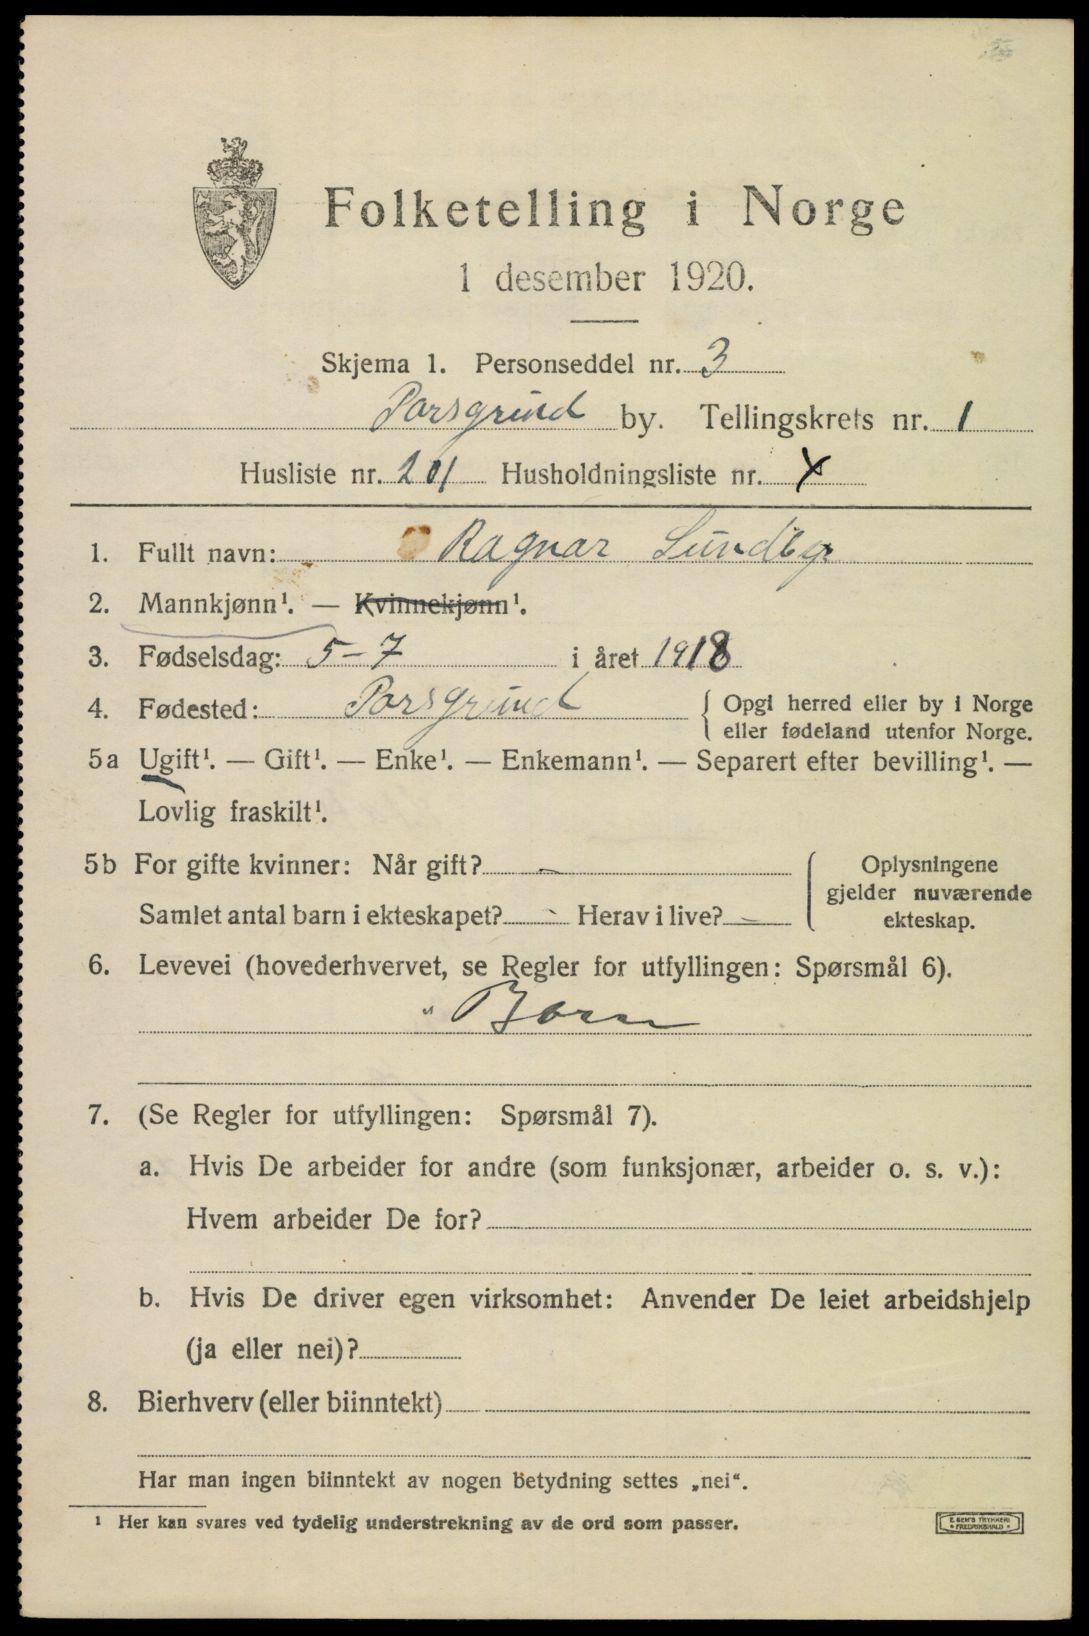 Folketelling i Norge
1 desember 1920.
Skjema 1. Personseddel nr. 3
Porsgrund by. Tellingskrets nr. 1
Husliste nr. 201 Husholdningsliste nr.
1. Fullt navn: Ragnar Sundbye
2. Mannkjønn¹. — Kvinnekjønn¹.
3. Fødselsdag: 5-7 i året 1918
4. Fødested: Porsgrund { Opgi herred eller by i Norge
eller fødeland utenfor Norge.
5a Ugift¹. — Gift¹. — Enke¹. — Enkemann¹. — Separert efter bevilling¹. —
Lovlig fraskilt¹.
5b For gifte kvinner: Når gift? -
Samlet antal barn i ekteskapet? - Herav i live? -
{ Oplysningene
gjelder nuværende
ekteskap.
6. Levevei (hovederhvervet, se Regler for utfyllingen: Spørsmål 6).
" Barn
7. (Se Regler for utfyllingen: Spørsmål 7).
a. Hvis De arbeider for andre (som funksjonær, arbeider o. s. v.):
Hvem arbeider De for?
b. Hvis De driver egen virksomhet: Anvender De leiet arbeidshjelp
(ja eller nei)?
8. Bierhverv (eller biinntekt)
Har man ingen biinntekt av nogen betydning settes „nei“.
¹ Her kan svares ved tydelig understrekning av de ord som passer.
E. SEM'S TRYKKERI
* FREDRIKSHALD *